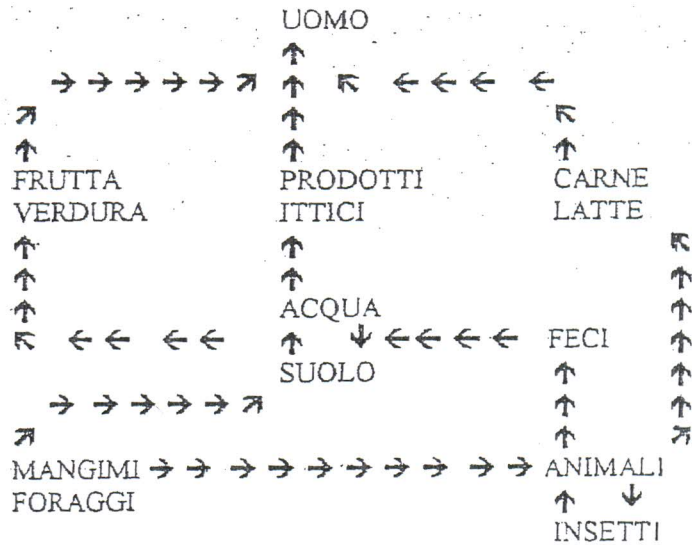 UOMO
FRUTTA PRODOTTI CARNE
VERDURA ITTICI LATTE
ACQUA
FECI
SUOLO
MANGIMI ANIMALI
FORAGGI
INSETTI